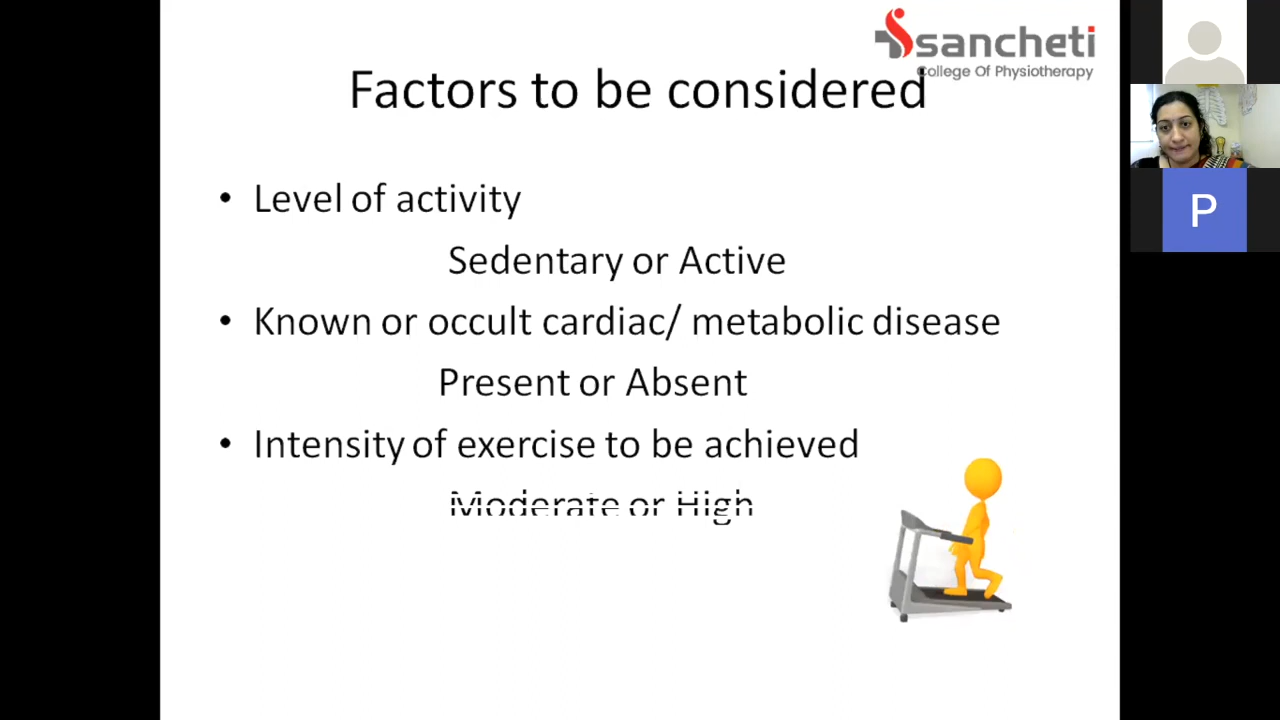 sancheti
College Of Physiotherapy
Factors to be considered
• Level of activity
Sedentary or Active
• Known or occult cardiac/ metabolic disease
Present or Absent
• Intensity of exercise to be achieved
Moderate or High
P